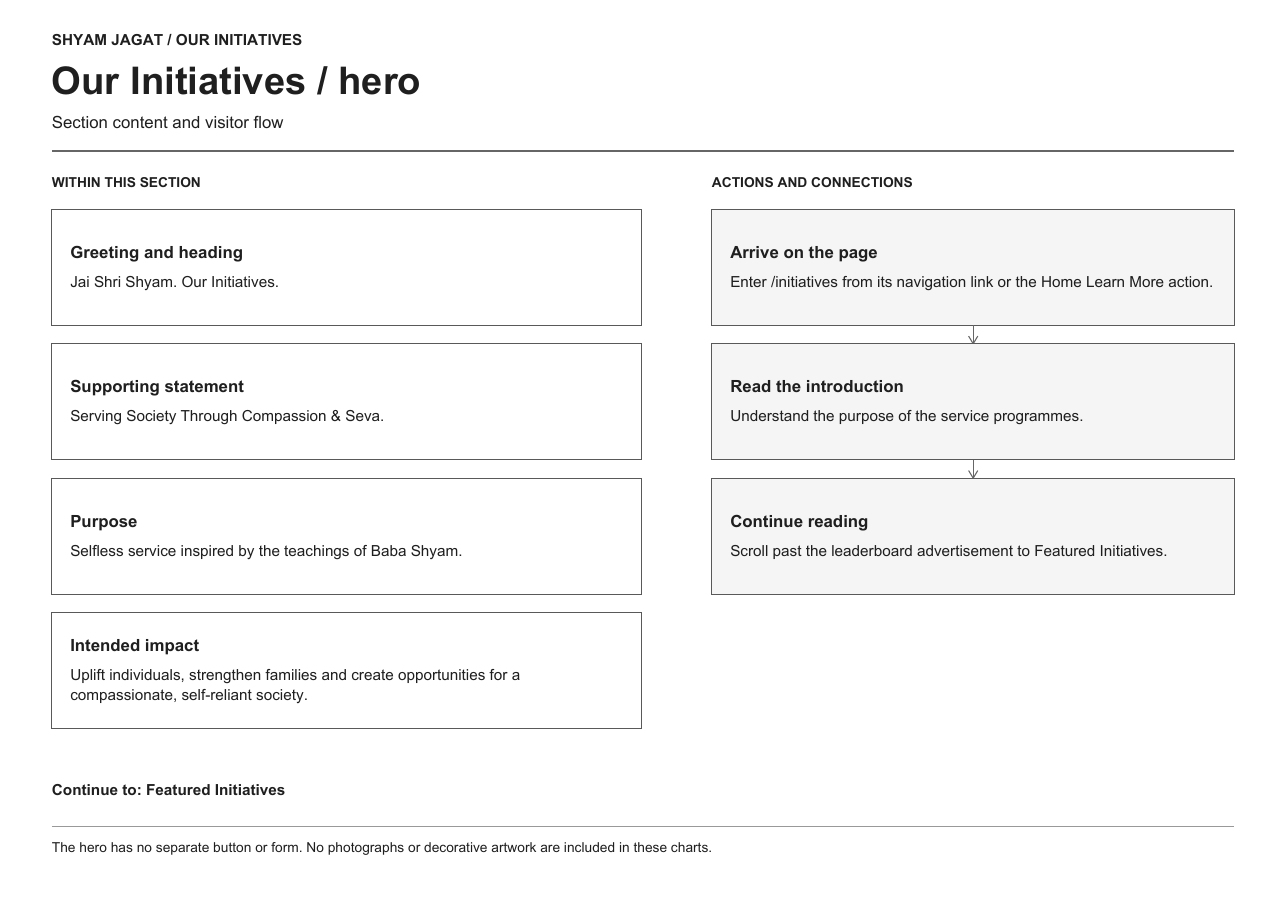 SHYAM JAGAT / OUR INITIATIVES
Our Initiatives / hero
Section content and visitor flow
WITHIN THIS SECTION
Greeting and heading
Jai Shri Shyam. Our Initiatives.
Supporting statement
Serving Society Through Compassion & Seva.
Purpose
Selfless service inspired by the teachings of Baba Shyam.
Intended impact
Uplift individuals, strengthen families and create opportunities for a
compassionate, self-reliant society.
ACTIONS AND CONNECTIONS
Arrive on the page
Enter /initiatives from its navigation link or the Home Learn More action.
Read the introduction
Understand the purpose of the service programmes.
Continue reading
Scroll past the leaderboard advertisement to Featured Initiatives.
Continue to: Featured Initiatives
The hero has no separate button or form. No photographs or decorative artwork are included in these charts.